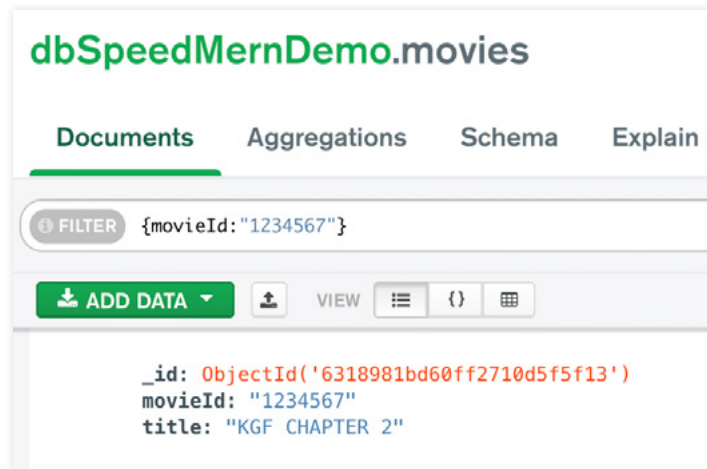 dbSpeedMernDemo.movies
Documents Aggregations Schema Explain
FILTER {movieId:"1234567"}
ADD DATA VIEW {}
_id: ObjectId('6318981bd60ff2710d5f5f13')
movieId: "1234567"
title: "KGF CHAPTER 2"